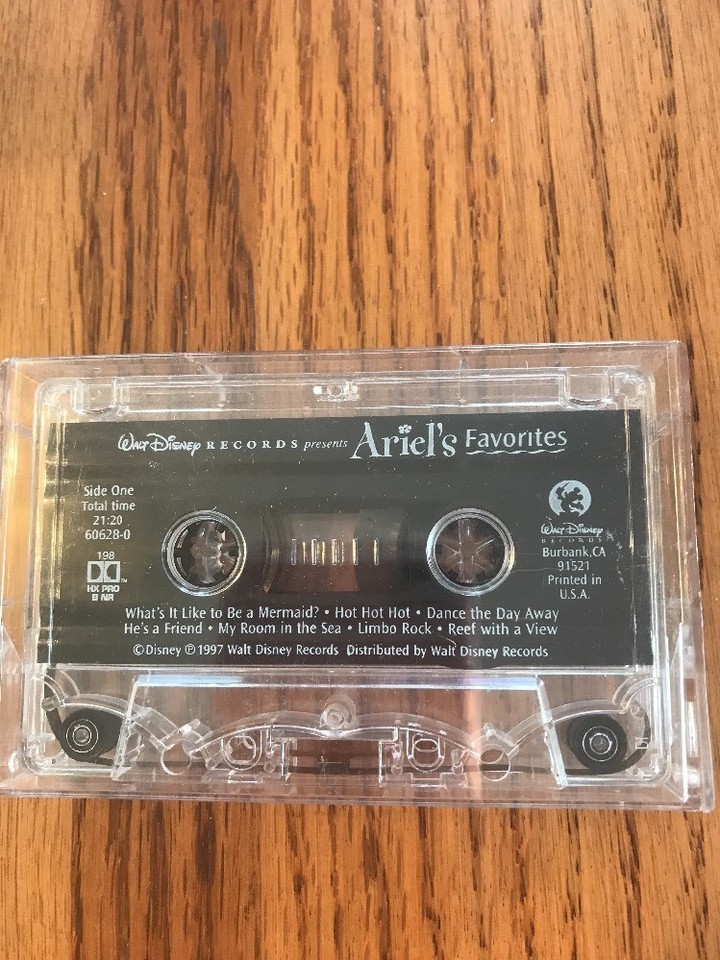 Walt Disney RECORDS presents Ariel's Favorites
Side One
Total time
21:20
60628-0
198
HX PRO
B NR
Walt Disney
RECORDS
Burbank, CA
91521
Printed in
U.S.A.
What's It Like to Be a Mermaid? • Hot Hot Hot • Dance the Day Away
He's a Friend • My Room in the Sea • Limbo Rock • Reef with a View
©Disney ℗1997 Walt Disney Records Distributed by Walt Disney Records